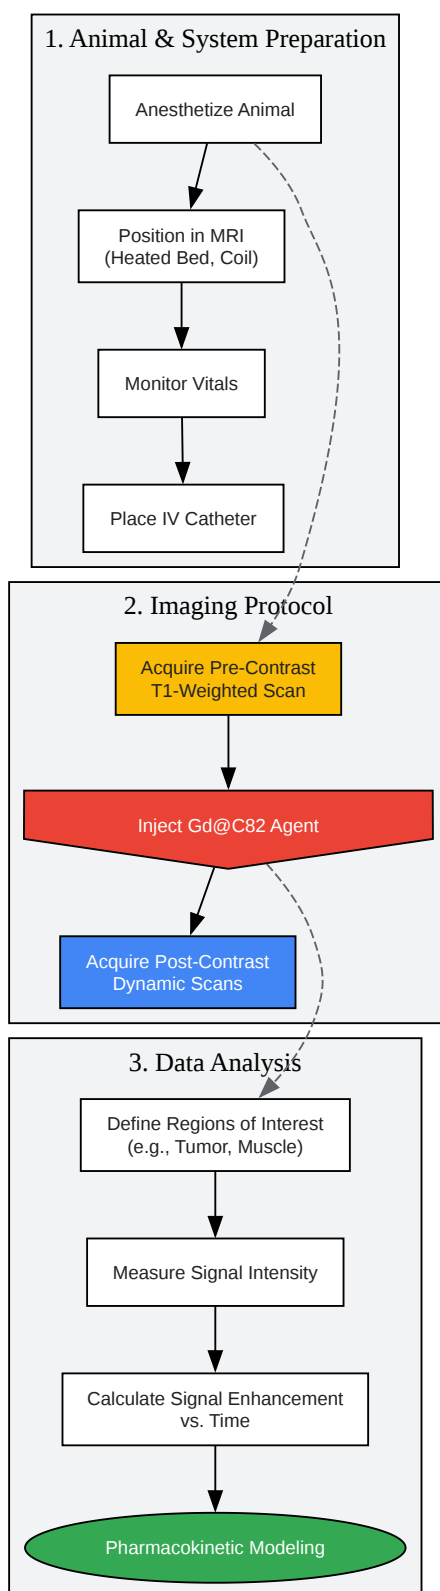 1. Animal & System Preparation
Anesthetize Animal
Position in MRI
(Heated Bed, Coil)
Monitor Vitals
Place IV Catheter
2. Imaging Protocol
Acquire Pre-Contrast
T1-Weighted Scan
Inject Gd@C82 Agent
Acquire Post-Contrast
Dynamic Scans
3. Data Analysis
Define Regions of Interest
(e.g., Tumor, Muscle)
Measure Signal Intensity
Calculate Signal Enhancement
vs. Time
Pharmacokinetic Modeling